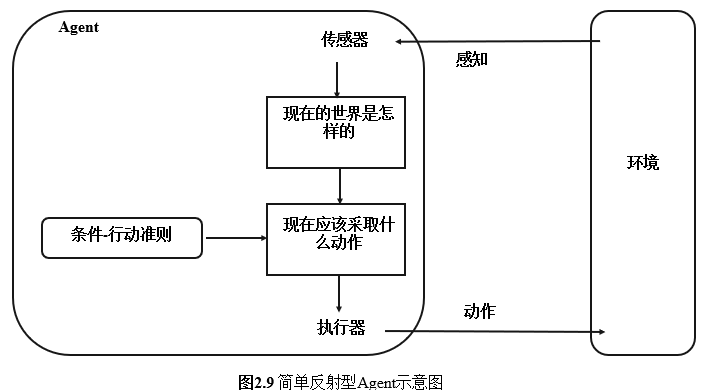 Agent
传感器
感知
现在的世界是怎
样的
环境
条件-行动准则
现在应该采取什
么动作
执行器
动作
图2.9 简单反射型Agent示意图